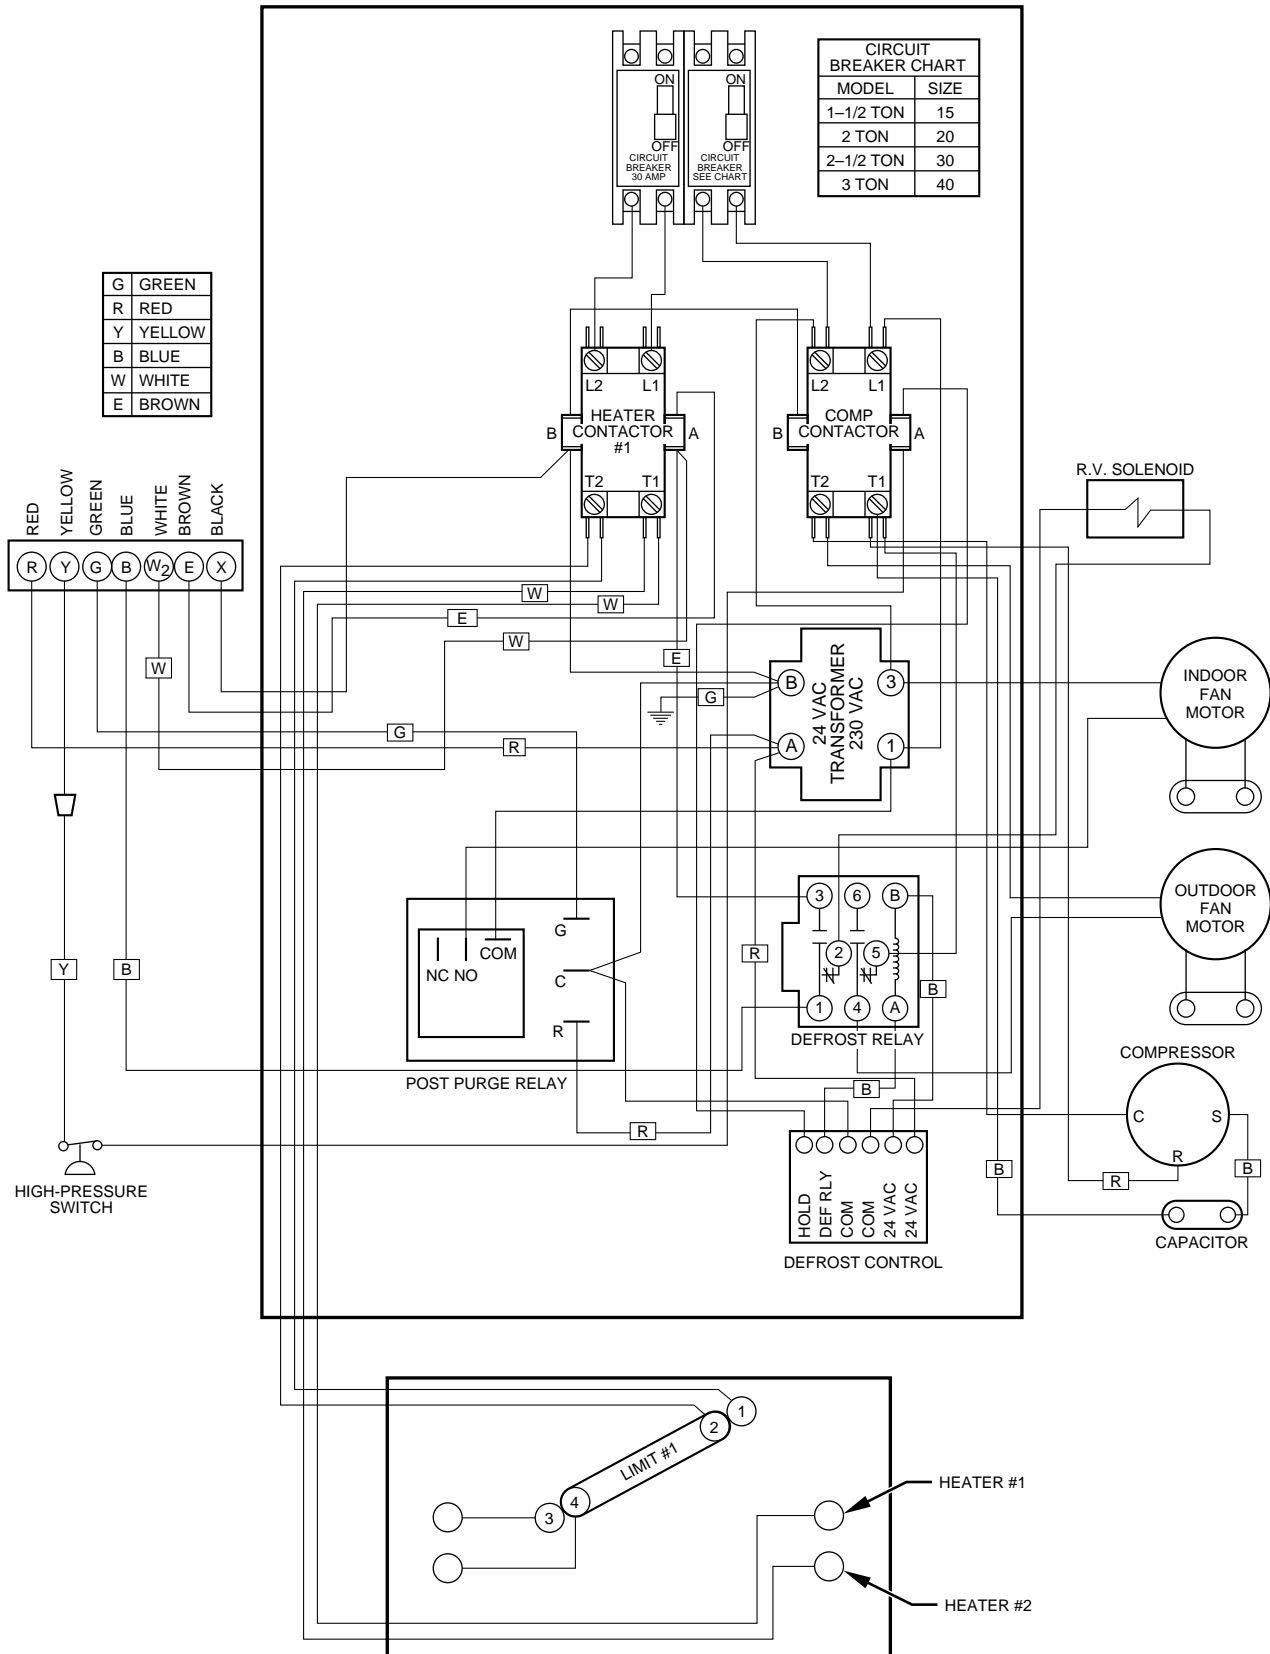 CIRCUIT
BREAKER CHART
MODEL SIZE
1–1/2 TON 15
2 TON 20
2–1/2 TON 30
3 TON 40
ON
OFF
CIRCUIT
BREAKER
30 AMP
ON
OFF
CIRCUIT
BREAKER
SEE CHART
G GREEN
R RED
Y YELLOW
B BLUE
W WHITE
E BROWN
L2 L1
HEATER
CONTACTOR
#1
B A
T2 T1
L2 L1
COMP
CONTACTOR
B A
T2 T1
R.V. SOLENOID
RED
YELLOW
GREEN
BLUE
WHITE
BROWN
BLACK
R Y G B W2 E X
W
W
E
W
W
E
G
G
R
B
A
3
1
24 VAC
TRANSFORMER
230 VAC
INDOOR
FAN
MOTOR
OUTDOOR
FAN
MOTOR
NC NO
COM
G
C
R
POST PURGE RELAY
Y
B
R
3 6 B
2 5
1 4 A
DEFROST RELAY
B
B
R
HIGH-PRESSURE
SWITCH
HOLD
DEF RLY
COM
COM
24 VAC
24 VAC
DEFROST CONTROL
COMPRESSOR
C S
R
B
R
B
CAPACITOR
1
2
LIMIT #1
4
3
HEATER #1
HEATER #2